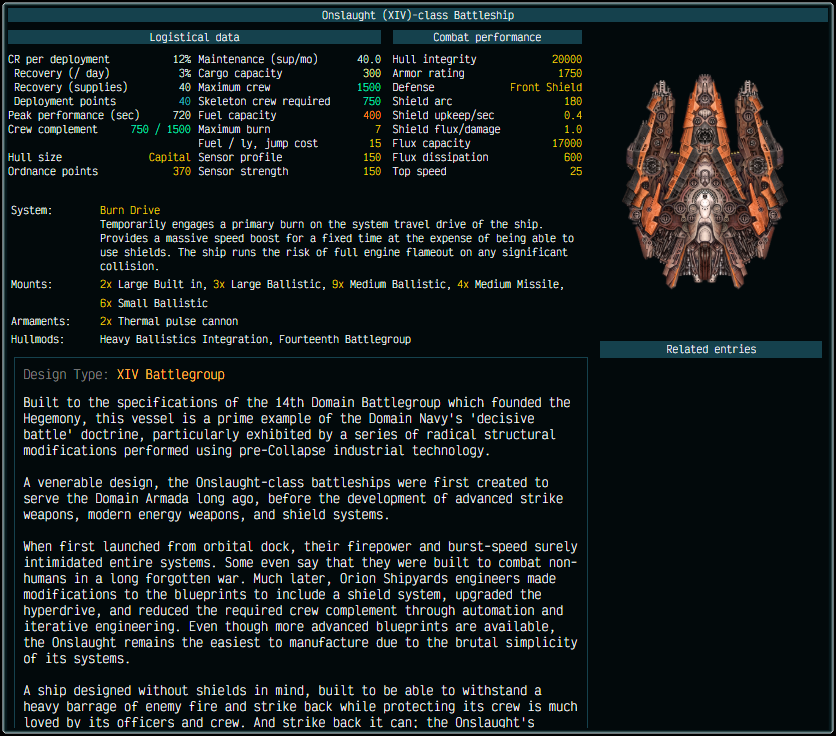 Onslaught (XIV)-class Battleship
Logistical data
Combat performance
CR per deployment 12% Maintenance (sup/mo) 40.0 Hull integrity 20000
Recovery (/ day) 3% Cargo capacity 300 Armor rating 1750
Recovery (supplies) 40 Maximum crew 1500 Defense Front Shield
Deployment points 40 Skeleton crew required 750 Shield arc 180
Peak performance (sec) 720 Fuel capacity 400 Shield upkeep/sec 0.4
Crew complement 750 / 1500 Maximum burn 7 Shield flux/damage 1.0
Fuel / ly, jump cost 15 Flux capacity 17000
Hull size Capital Sensor profile 150 Flux dissipation 600
Ordnance points 370 Sensor strength 150 Top speed 25
System: Burn Drive
Temporarily engages a primary burn on the system travel drive of the ship.
Provides a massive speed boost for a fixed time at the expense of being able to
use shields. The ship runs the risk of full engine flameout on any significant
collision.
Mounts: 2x Large Built in, 3x Large Ballistic, 9x Medium Ballistic, 4x Medium Missile,
6x Small Ballistic
Armaments: 2x Thermal pulse cannon
Hullmods: Heavy Ballistics Integration, Fourteenth Battlegroup
Related entries
Design Type: XIV Battlegroup
Built to the specifications of the 14th Domain Battlegroup which founded the
Hegemony, this vessel is a prime example of the Domain Navy's 'decisive
battle' doctrine, particularly exhibited by a series of radical structural
modifications performed using pre-Collapse industrial technology.
A venerable design, the Onslaught-class battleships were first created to
serve the Domain Armada long ago, before the development of advanced strike
weapons, modern energy weapons, and shield systems.
When first launched from orbital dock, their firepower and burst-speed surely
intimidated entire systems. Some even say that they were built to combat non-
humans in a long forgotten war. Much later, Orion Shipyards engineers made
modifications to the blueprints to include a shield system, upgraded the
hyperdrive, and reduced the required crew complement through automation and
iterative engineering. Even though more advanced blueprints are available,
the Onslaught remains the easiest to manufacture due to the brutal simplicity
of its systems.
A ship designed without shields in mind, built to be able to withstand a
heavy barrage of enemy fire and strike back while protecting its crew is much
loved by its officers and crew. And strike back it can: the Onslaught's